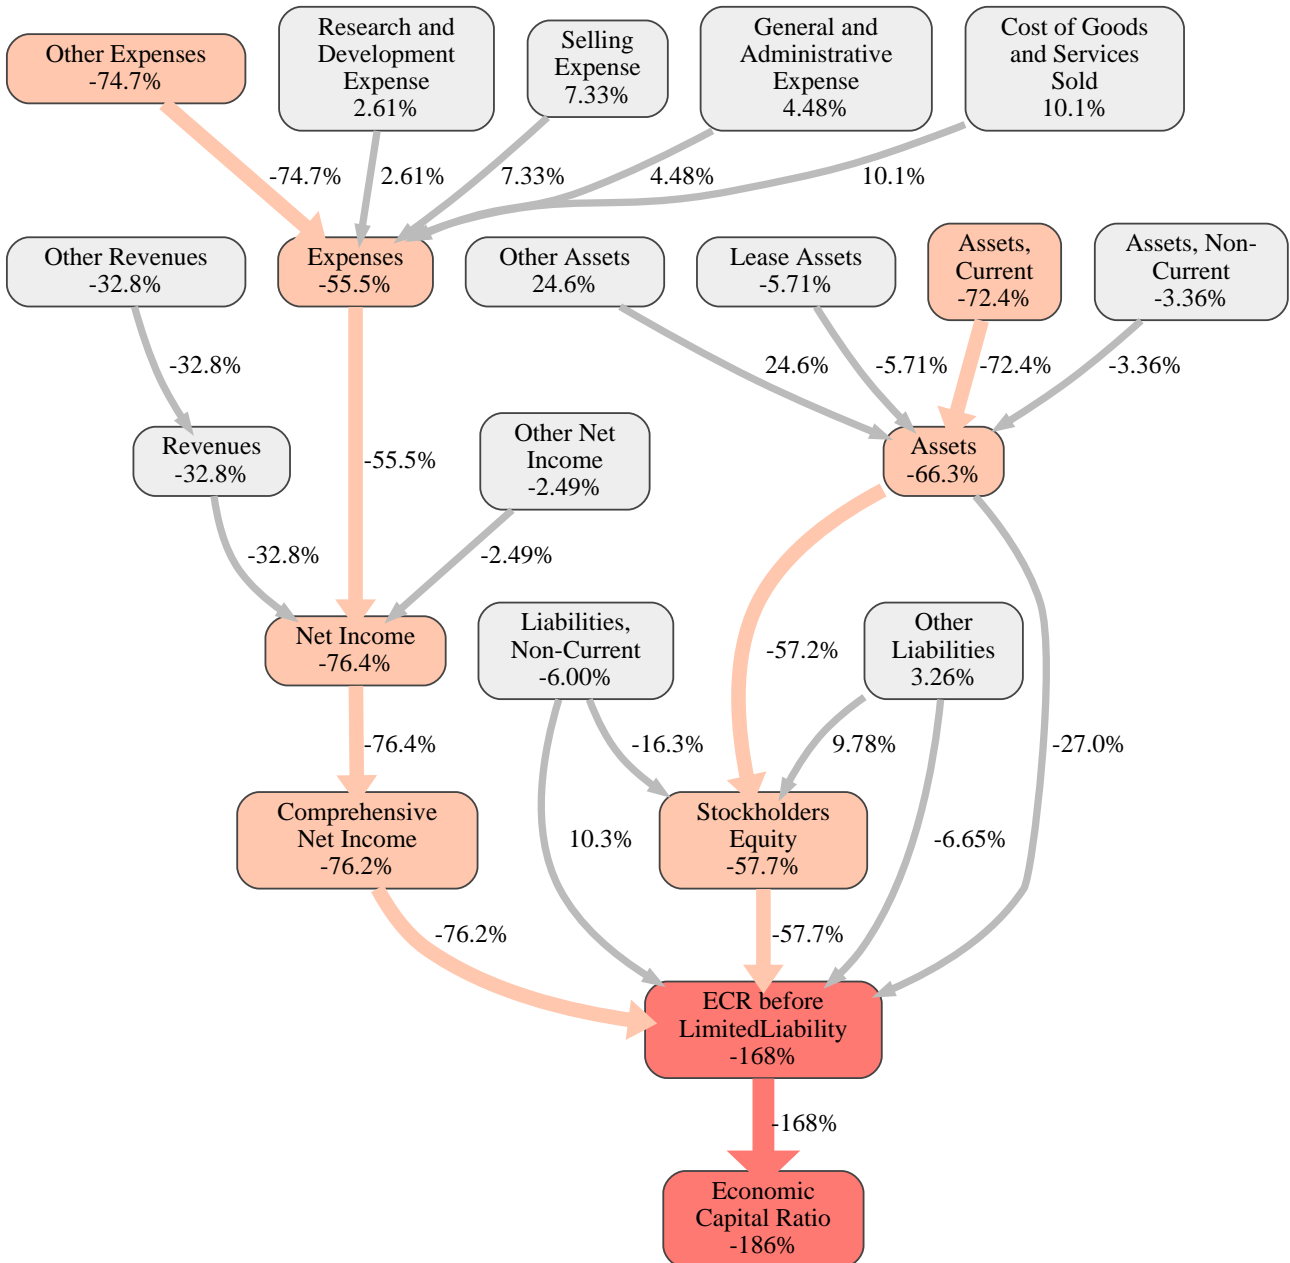 Other Expenses
-74.7%
Research and
Development
Expense
2.61%
Selling
Expense
7.33%
General and
Administrative
Expense
4.48%
Cost of Goods
and Services
Sold
10.1%
-74.7%
2.61%
7.33%
4.48%
10.1%
Other Revenues
-32.8%
Expenses
-55.5%
Other Assets
24.6%
Lease Assets
-5.71%
Assets,
Current
-72.4%
Assets, Non-
Current
-3.36%
-32.8%
24.6%
-5.71%
-72.4%
-3.36%
Revenues
-32.8%
-55.5%
Other Net
Income
-2.49%
Assets
-66.3%
-32.8%
-2.49%
Net Income
-76.4%
Liabilities,
Non-Current
-6.00%
-57.2%
Other
Liabilities
3.26%
-76.4%
-16.3%
9.78%
-27.0%
Comprehensive
Net Income
-76.2%
10.3%
Stockholders
Equity
-57.7%
-6.65%
-76.2%
-57.7%
ECR before
LimitedLiability
-168%
-168%
Economic
Capital Ratio
-186%